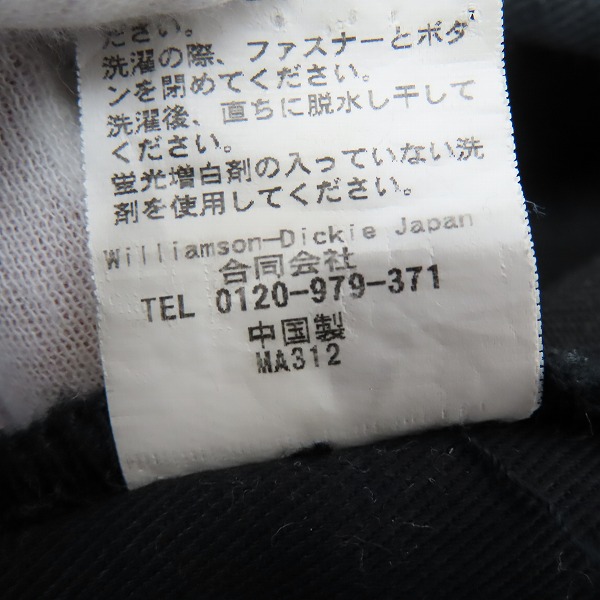 ださい。
洗濯の際、ファスナーとボタ
ンを閉めてください。
洗濯後、直ちに脱水し干して
ください。
蛍光増白剤の入っていない洗
剤を使用してください。
Williamson-Dickie Japan
合同会社
TEL 0120-979-371
中国製
MA312